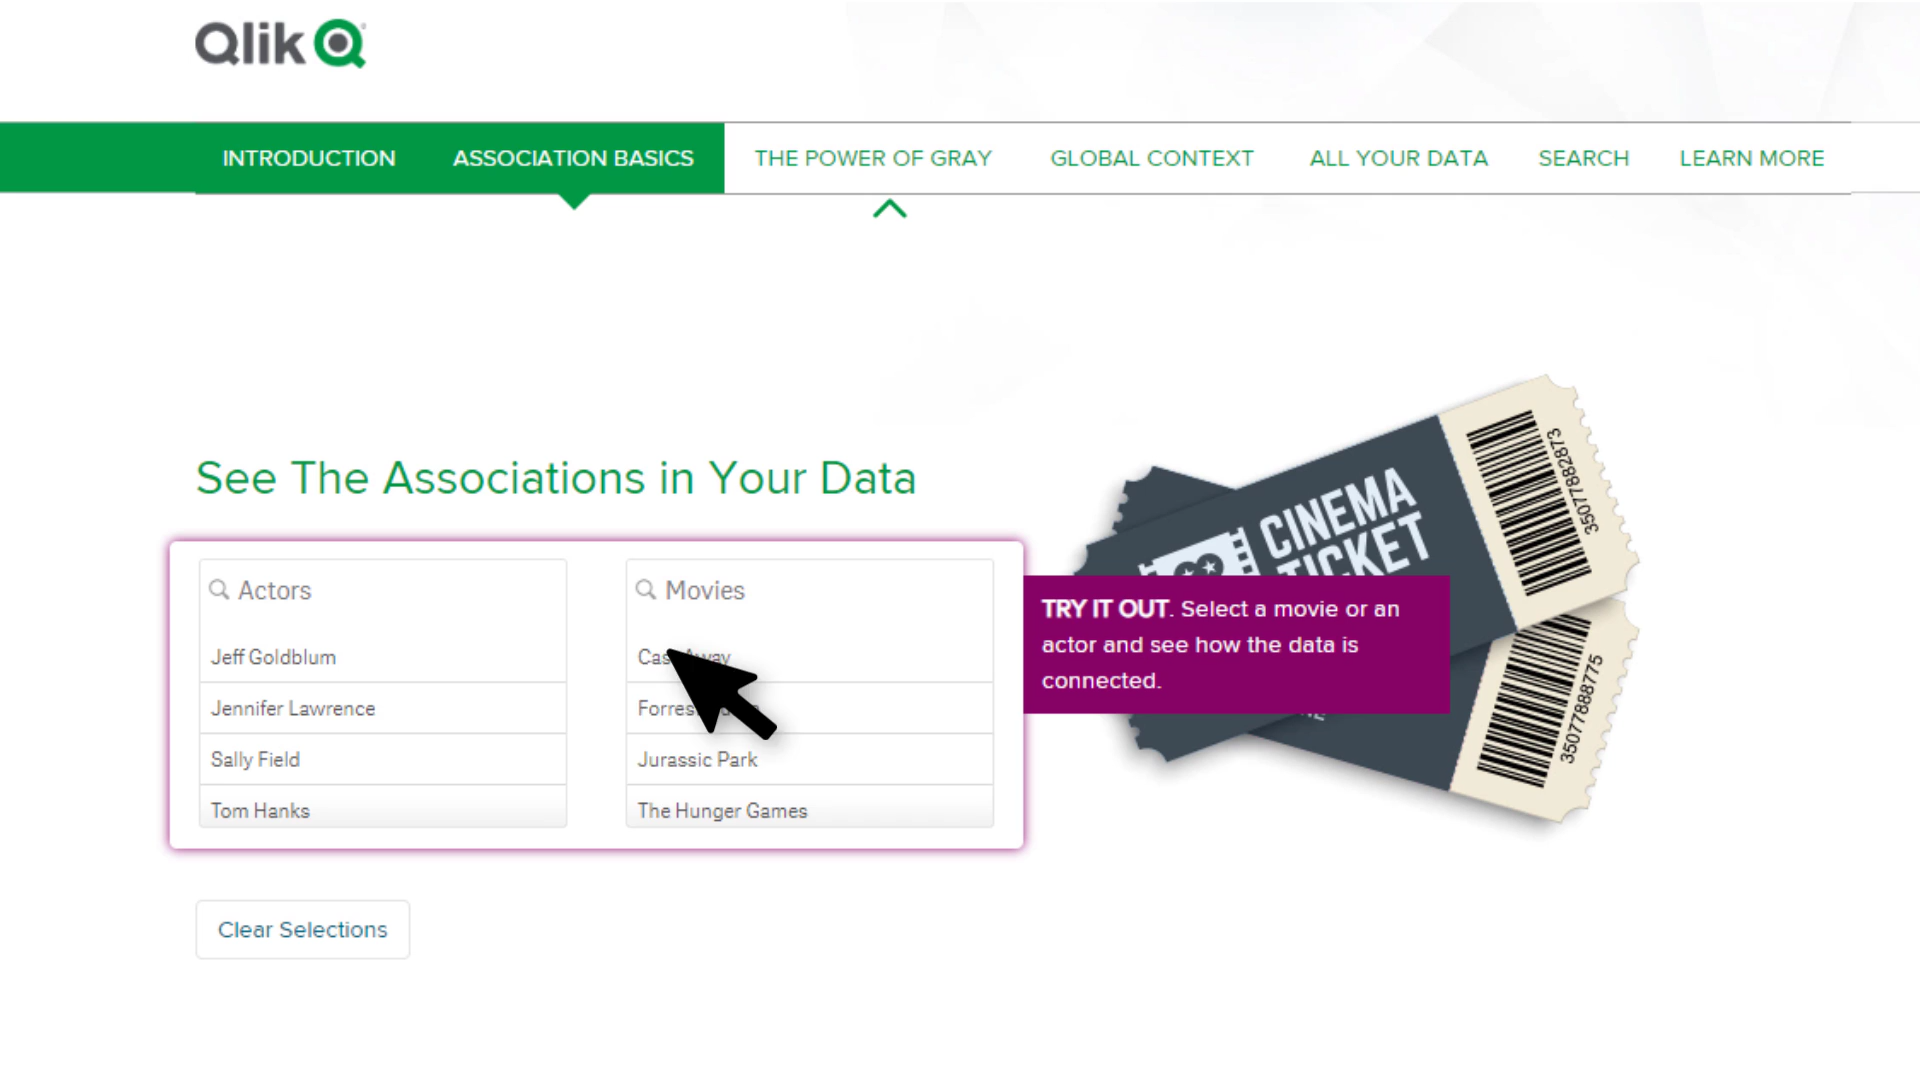 Qlik
INTRODUCTION
ASSOCIATION BASICS
THE POWER OF GRAY
GLOBAL CONTEXT
ALL YOUR DATA
SEARCH
LEARN MORE
See The Associations in Your Data
Actors
Jeff Goldblum
Jennifer Lawrence
Sally Field
Tom Hanks
Movies
Jurassic Park
The Hunger Games
CINEMA
TICKET
35077882873
35077888775
TRY IT OUT. Select a movie or an
actor and see how the data is
connected.
Clear Selections